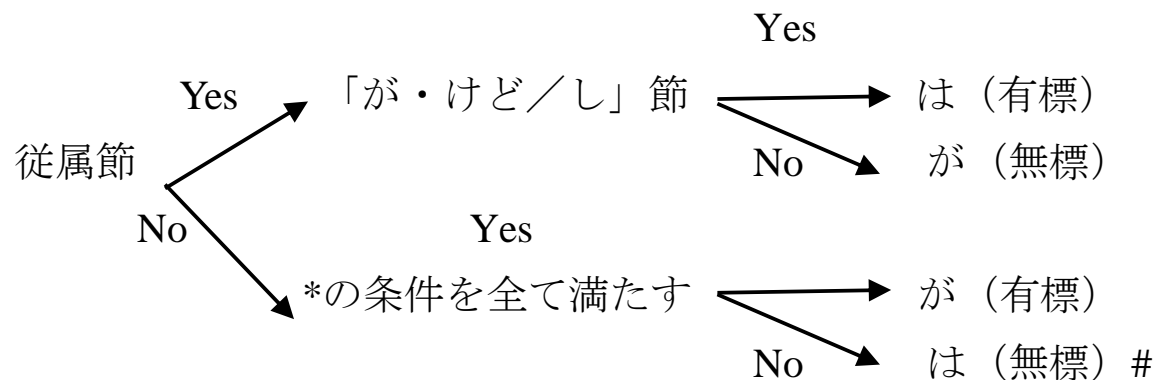 Yes
Yes 「が・けど／し」節 は（有標）
従属節 No が（無標）
No Yes
*の条件を全て満たす が（有標）
No は（無標）#